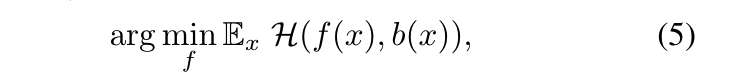 arg min_f 𝔼_x ℋ(f(x), b(x)), (5)